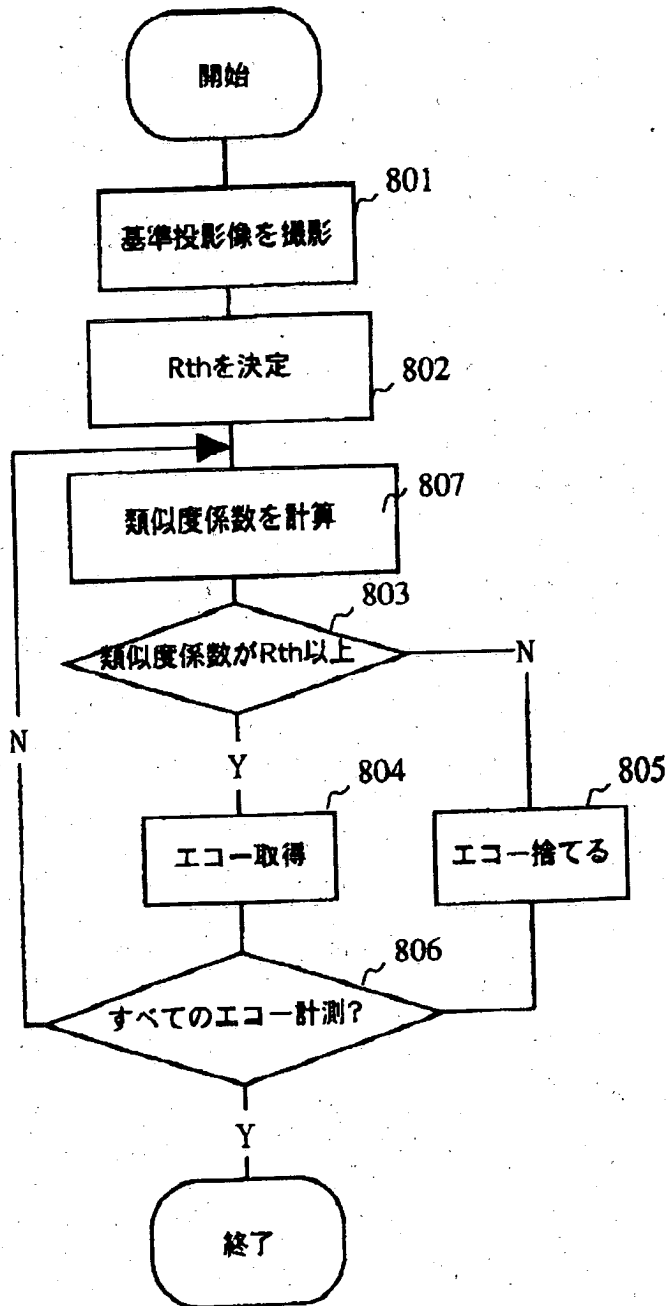 開始
801
基準投影像を撮影
Rthを決定
802
807
類似度係数を計算
803
類似度係数がRth以上
N
N
Y
804
805
エコー取得
エコー捨てる
806
すべてのエコー計測?
Y
終了